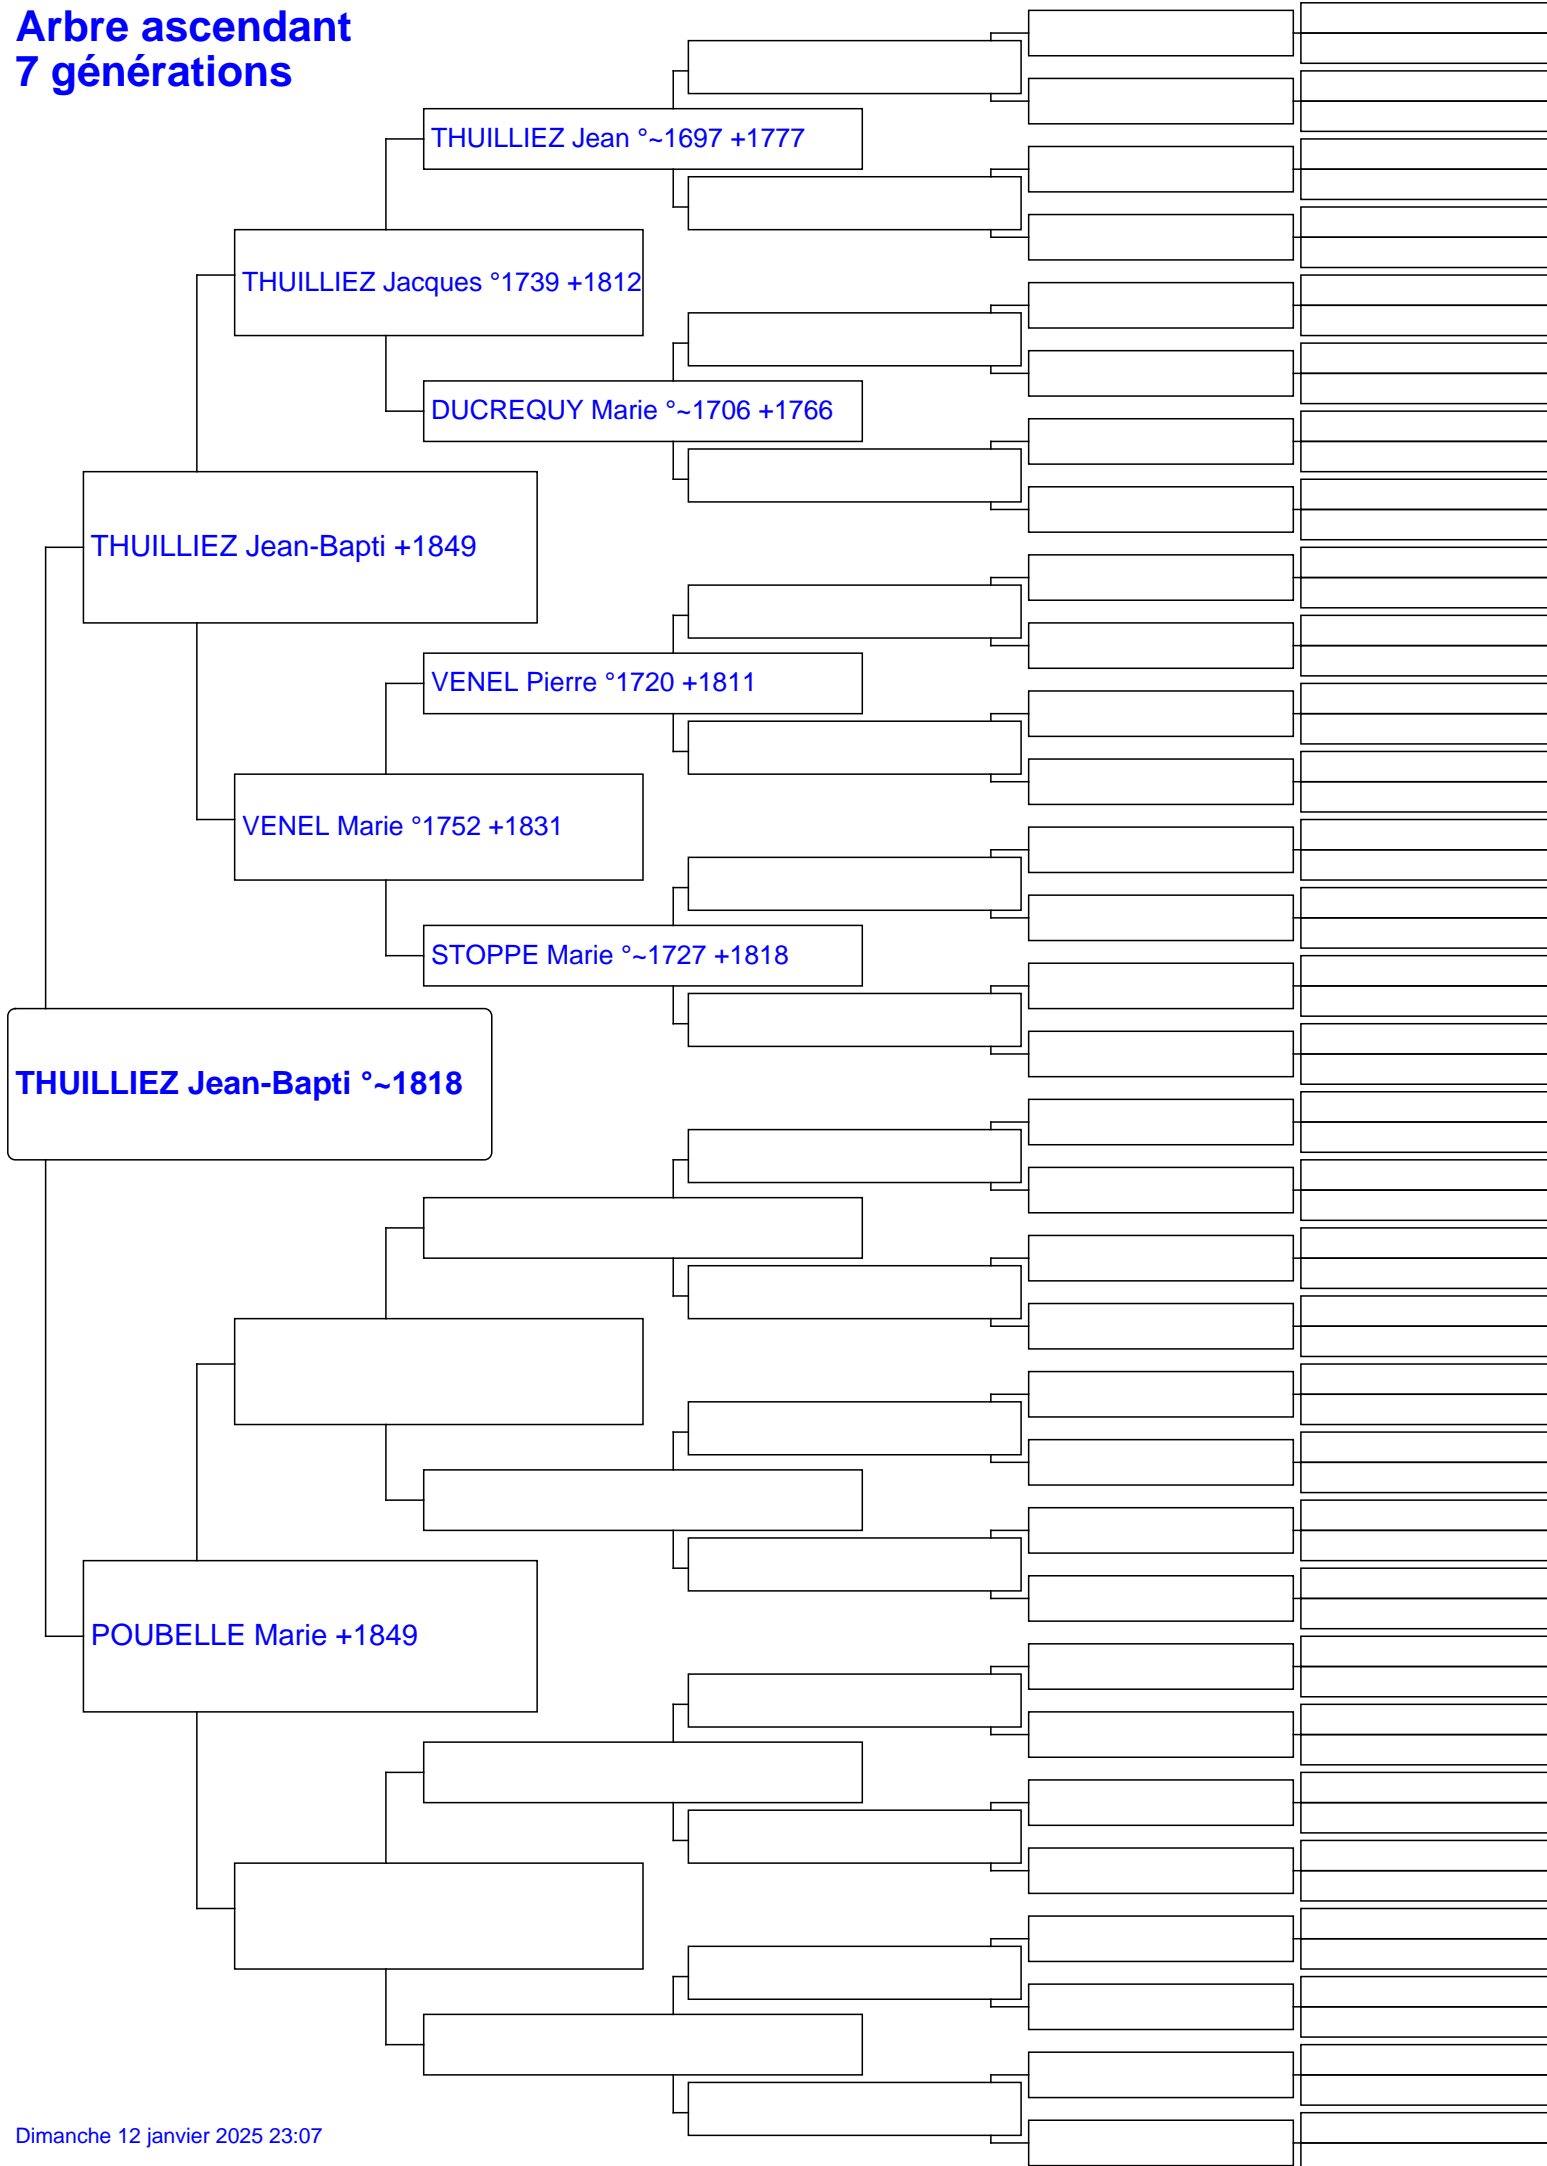 Arbre ascendant
7 générations
THUILLIEZ Jean °~1697 +1777
THUILLIEZ Jacques °1739 +1812
DUCREQUY Marie °~1706 +1766
THUILLIEZ Jean-Bapti +1849
VENEL Pierre °1720 +1811
VENEL Marie °1752 +1831
STOPPE Marie °~1727 +1818
THUILLIEZ Jean-Bapti °~1818
POUBELLE Marie +1849
Dimanche 12 janvier 2025 23:07